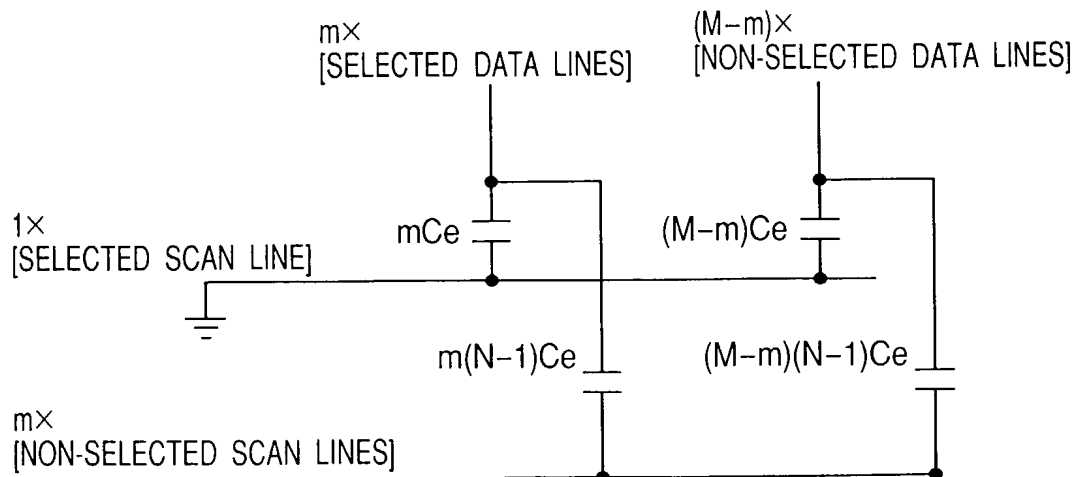 m×
[SELECTED DATA LINES]
(M−m)×
[NON-SELECTED DATA LINES]
1×
[SELECTED SCAN LINE]
mCe
(M−m)Ce
m(N−1)Ce
(M−m)(N−1)Ce
m×
[NON-SELECTED SCAN LINES]